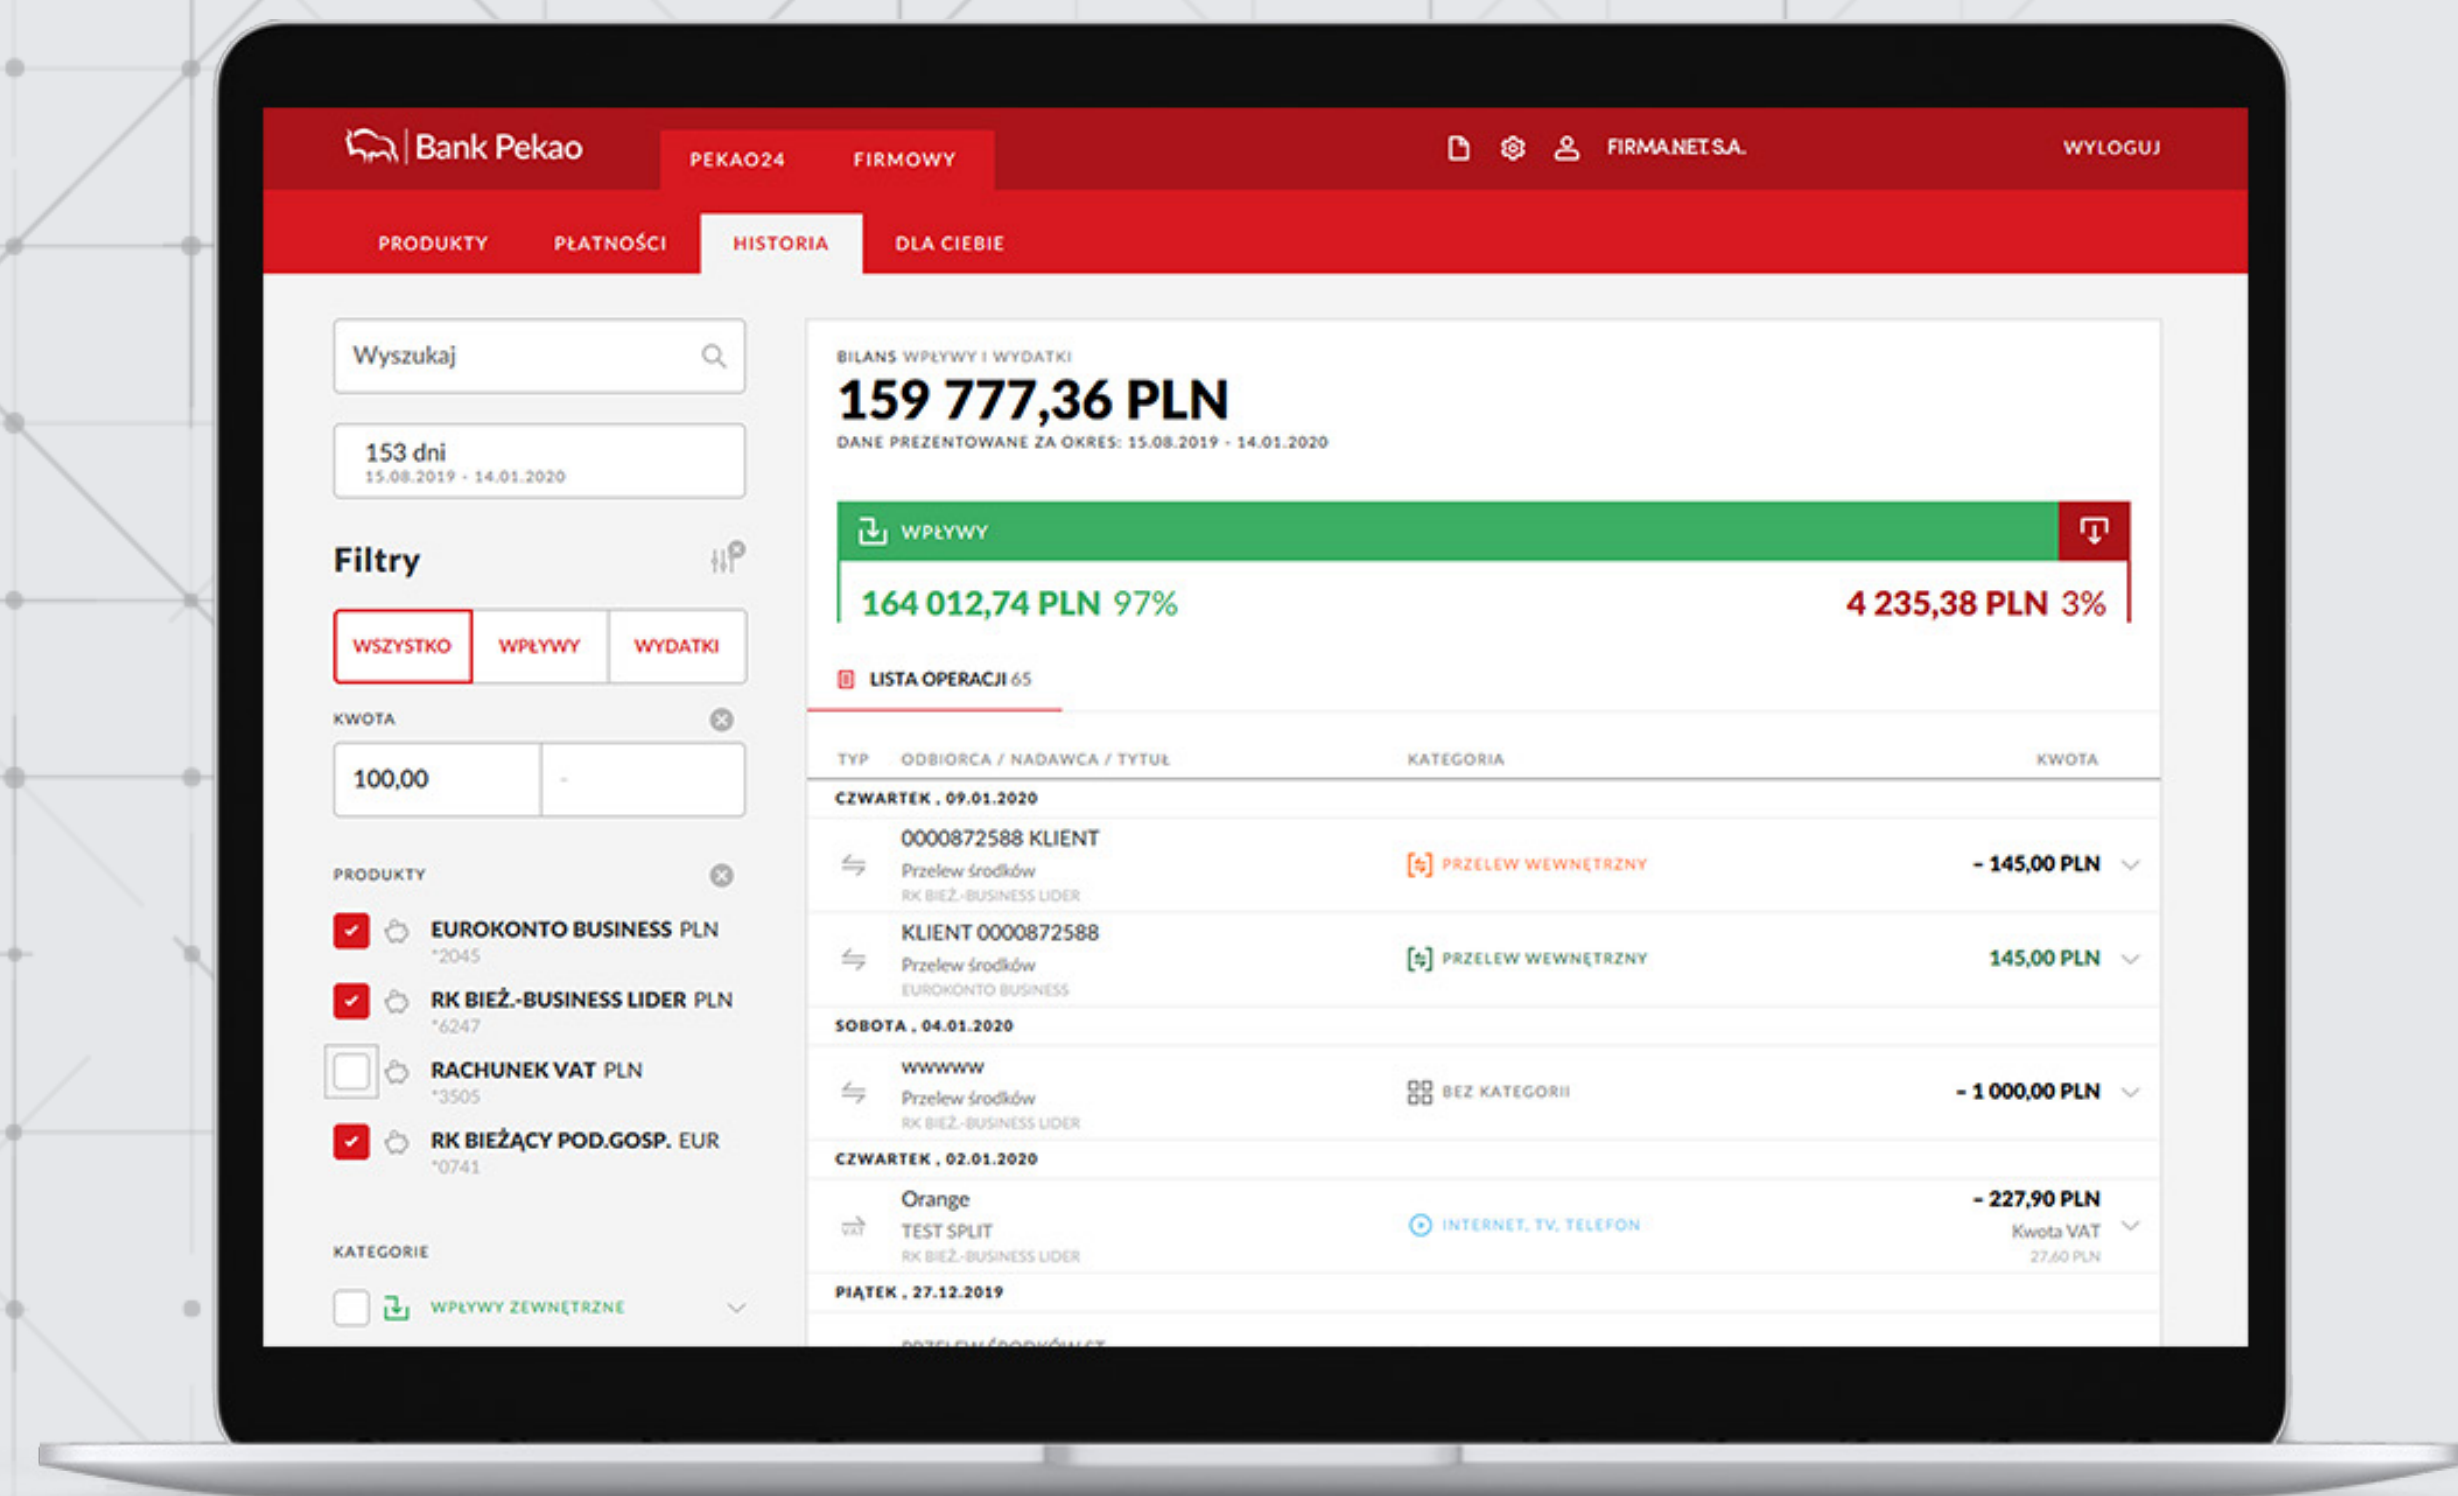 Bank Pekao
PEKAO24
FIRMOWY
FIRMA.NET S.A.
WYLOGUJ
PRODUKTY
PŁATNOŚCI
HISTORIA
DLA CIEBIE
Wyszukaj
153 dni
15.08.2019 - 14.01.2020
Filtry
WSZYSTKO
WPŁYWY
WYDATKI
KWOTA
100,00
-
PRODUKTY
EUROKONTO BUSINESS PLN
*2045
RK BIEŻ.-BUSINESS LIDER PLN
*6247
RACHUNEK VAT PLN
*3505
RK BIEŻĄCY POD.GOSP. EUR
*0741
KATEGORIE
WPŁYWY ZEWNĘTRZNE
BILANS WPŁYWY I WYDATKI
159 777,36 PLN
DANE PREZENTOWANE ZA OKRES: 15.08.2019 - 14.01.2020
WPŁYWY
164 012,74 PLN 97%
4 235,38 PLN 3%
LISTA OPERACJI 65
TYP ODBIORCA / NADAWCA / TYTUŁ KATEGORIA KWOTA
CZWARTEK , 09.01.2020
0000872588 KLIENT
Przelew środków
RK BIEŻ.-BUSINESS LIDER
PRZELEW WEWNĘTRZNY
- 145,00 PLN
KLIENT 0000872588
Przelew środków
EUROKONTO BUSINESS
PRZELEW WEWNĘTRZNY
145,00 PLN
SOBOTA , 04.01.2020
wwwwww
Przelew środków
RK BIEŻ.-BUSINESS LIDER
BEZ KATEGORII
- 1 000,00 PLN
CZWARTEK , 02.01.2020
VAT
Orange
TEST SPLIT
RK BIEŻ.-BUSINESS LIDER
INTERNET, TV, TELEFON
- 227,90 PLN
Kwota VAT
27,60 PLN
PIĄTEK , 27.12.2019
PRZELEW ŚRODKÓW ST